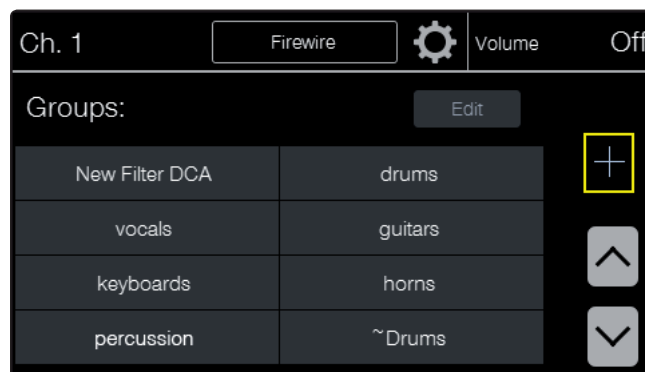 Ch. 1 Firewire Volume Off
Groups: Edit
New Filter DCA drums
vocals guitars
keyboards horns
percussion ~Drums